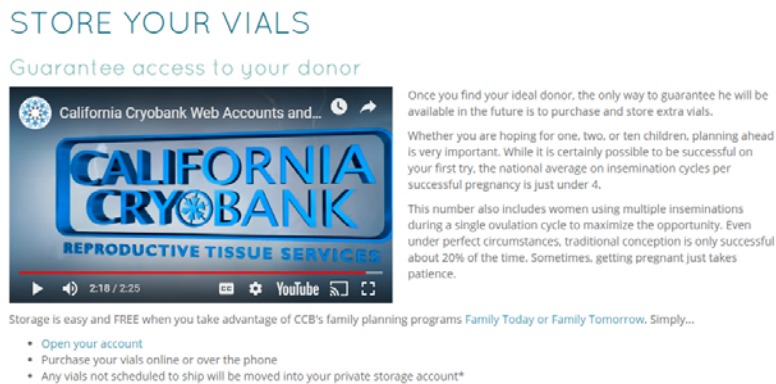 STORE YOUR VIALS
Guarantee access to your donor
California Cryobank Web Accounts and...
CALIFORNIA
CRYOBANK
REPRODUCTIVE TISSUE SERVICES
2:18 / 2:25
CC
YouTube
Once you find your ideal donor, the only way to guarantee he will be
available in the future is to purchase and store extra vials.
Whether you are hoping for one, two, or ten children, planning ahead
is very important. While it is certainly possible to be successful on
your first try, the national average on insemination cycles per
successful pregnancy is just under 4.
This number also includes women using multiple inseminations
during a single ovulation cycle to maximize the opportunity. Even
under perfect circumstances, traditional conception is only successful
about 20% of the time. Sometimes, getting pregnant just takes
patience.
Storage is easy and FREE when you take advantage of CCB's family planning programs Family Today or Family Tomorrow. Simply...
• Open your account
• Purchase your vials online or over the phone
• Any vials not scheduled to ship will be moved into your private storage account*